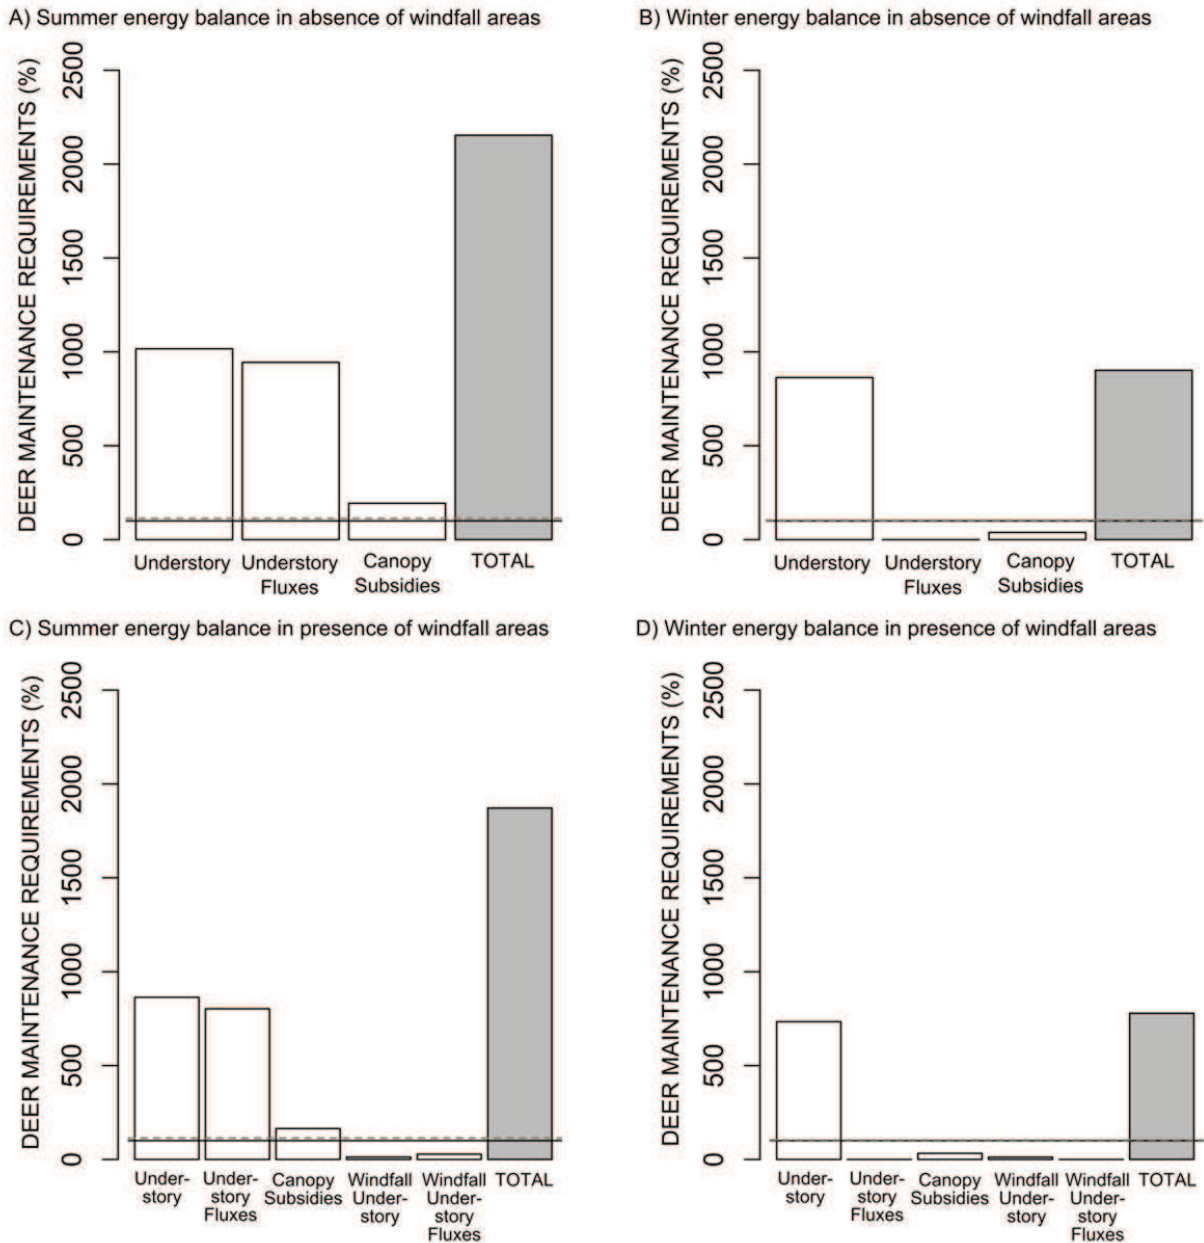 A) Summer energy balance in absence of windfall areas
DEER MAINTENANCE REQUIREMENTS (%)
2500
2000
1500
1000
500
0
Understory
Understory
Fluxes
Canopy
Subsidies
TOTAL
B) Winter energy balance in absence of windfall areas
DEER MAINTENANCE REQUIREMENTS (%)
2500
2000
1500
1000
500
0
Understory
Understory
Fluxes
Canopy
Subsidies
TOTAL
C) Summer energy balance in presence of windfall areas
DEER MAINTENANCE REQUIREMENTS (%)
2500
2000
1500
1000
500
0
Under-
story
Under-
story
Fluxes
Canopy
Subsidies
Windfall
Under-
story
Windfall
Under-
story
Fluxes
TOTAL
D) Winter energy balance in presence of windfall areas
DEER MAINTENANCE REQUIREMENTS (%)
2500
2000
1500
1000
500
0
Under-
story
Under-
story
Fluxes
Canopy
Subsidies
Windfall
Under-
story
Windfall
Under-
story
Fluxes
TOTAL